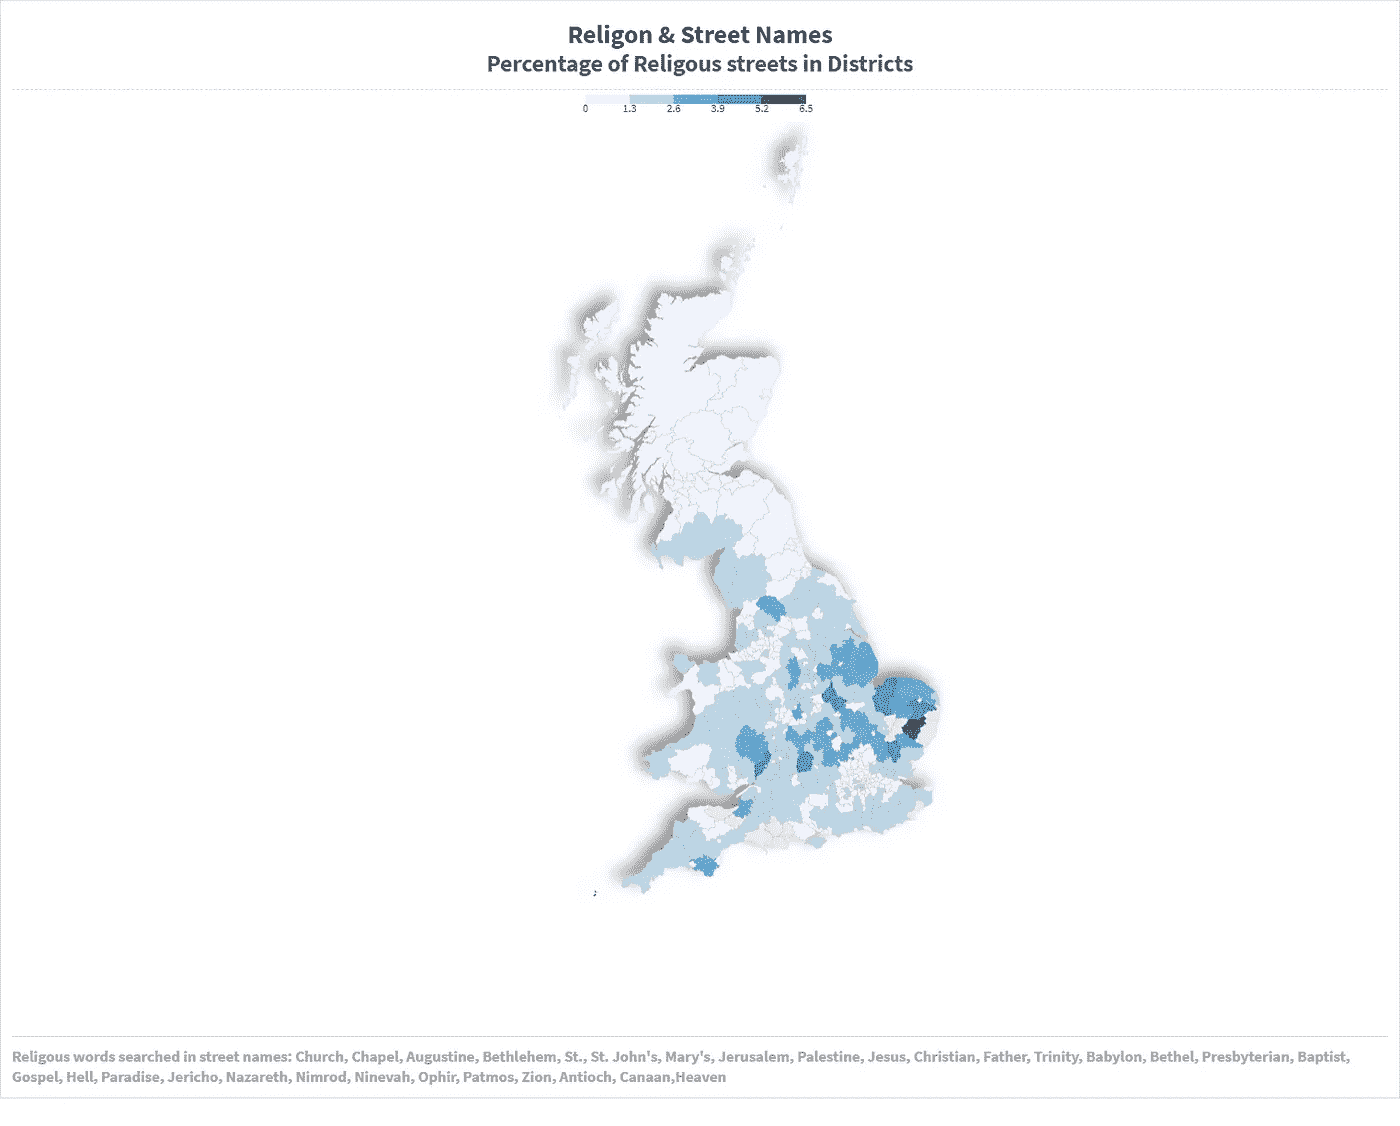 Religon & Street Names
Percentage of Religous streets in Districts
0 1.3 2.6 3.9 5.2 6.5
Religous words searched in street names: Church, Chapel, Augustine, Bethlehem, St., St. John's, Mary's, Jerusalem, Palestine, Jesus, Christian, Father, Trinity, Babylon, Bethel, Presbyterian, Baptist,
Gospel, Hell, Paradise, Jericho, Nazareth, Nimrod, Ninevah, Ophir, Patmos, Zion, Antioch, Canaan,Heaven